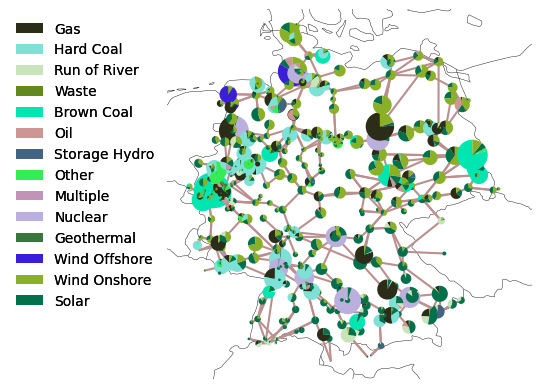 Gas
Hard Coal
Run of River
Waste
Brown Coal
Oil
Storage Hydro
Other
Multiple
Nuclear
Geothermal
Wind Offshore
Wind Onshore
Solar